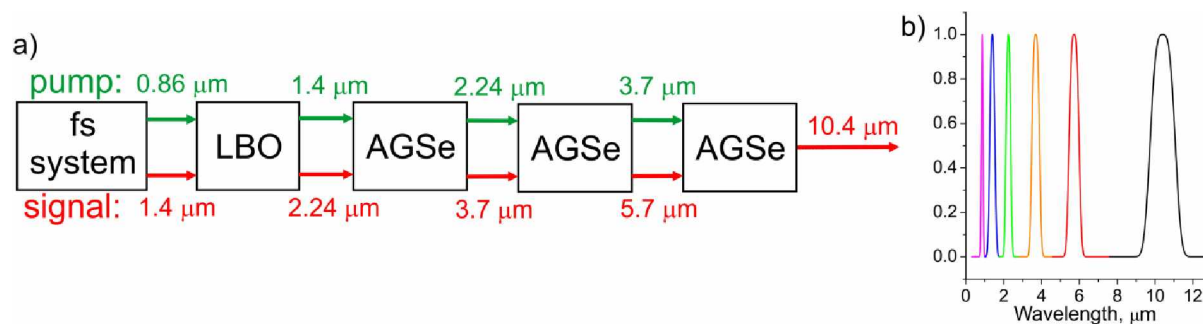 a)
pump: 0.86 μm 1.4 μm 2.24 μm 3.7 μm
fs system LBO AGSe AGSe AGSe 10.4 μm
signal: 1.4 μm 2.24 μm 3.7 μm 5.7 μm
b)
1.0
0.8
0.6
0.4
0.2
0.0
0 2 4 6 8 10 12
Wavelength, μm